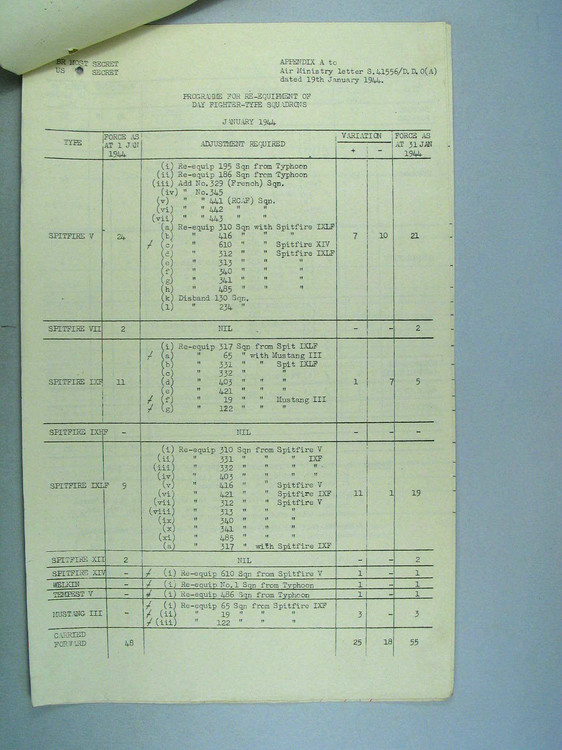 BR MOST SECRET
US SECRET
APPENDIX A to
Air Ministry letter S.41556/D.D.O(A)
dated 19th January 1944.
PROGRAMME FOR RE-EQUIPMENT OF
DAY FIGHTER-TYPE SQUADRONS
JANUARY 1944
TYPE
FORCE AS AT 1 JAN 1944
ADJUSTMENT REQUIRED
VARIATION
+ -
FORCE AS AT 31 JAN 1944
(i) Re-equip 195 Sqn from Typhoon
(ii) Re-equip 186 Sqn from Typhoon
(iii) Add No.329 (French) Sqn.
(iv) " No.345
(v) " " 441 (RCAF) Sqn.
(vi) " " 442 " "
(vii) " " 443 " "
(a) Re-equip 310 Sqn with Spitfire IXLF
(b) " 416 " " " "
SPITFIRE V 24 (c) " 610 " " Spitfire XIV 7 10 21
(d) " 312 " " Spitfire IXLF
(e) " 313 " " "
(f) " 340 " " "
(g) " 341 " " "
(h) " 485 " " "
(k) Disband 130 Sqn.
(l) " 234 "
SPITFIRE VII 2 NIL - - 2
(i) Re-equip 317 Sqn from Spit IXLF
(a) " 65 " with Mustang III
(b) " 331 " " Spit IXLF
(c) " 332 " " "
SPITFIRE IXF 11 (d) " 403 " " " 1 7 5
(e) " 421 " " "
(f) " 19 " " Mustang III
(g) " 122 " " "
SPITFIRE IXHF - NIL - - -
(i) Re-equip 310 Sqn from Spitfire V
(ii) " 331 " " " IXF
(iii) " 332 " " " "
(iv) " 403 " " " "
SPITFIRE IXLF 9 (v) " 416 " " Spitfire V
(vi) " 421 " " Spitfire IXF 11 1 19
(vii) " 312 " " Spitfire V
(viii) " 313 " " "
(ix) " 340 " " "
(x) " 341 " " "
(xi) " 485 " " "
(a) " 317 " with Spitfire IXF
SPITFIRE XII 2 NIL - - 2
SPITFIRE XIV - (i) Re-equip 610 Sqn from Spitfire V 1 - 1
WELKIN - (i) Re-equip No.1 Sqn from Typhoon 1 - 1
TEMPEST V - (i) Re-equip 486 Sqn from Typhoon 1 - 1
(i) Re-equip 65 Sqn from Spitfire IXF
MUSTANG III - (ii) " 19 " " " 3 - 3
(iii) " 122 " " "
CARRIED
FORWARD 48 25 18 55